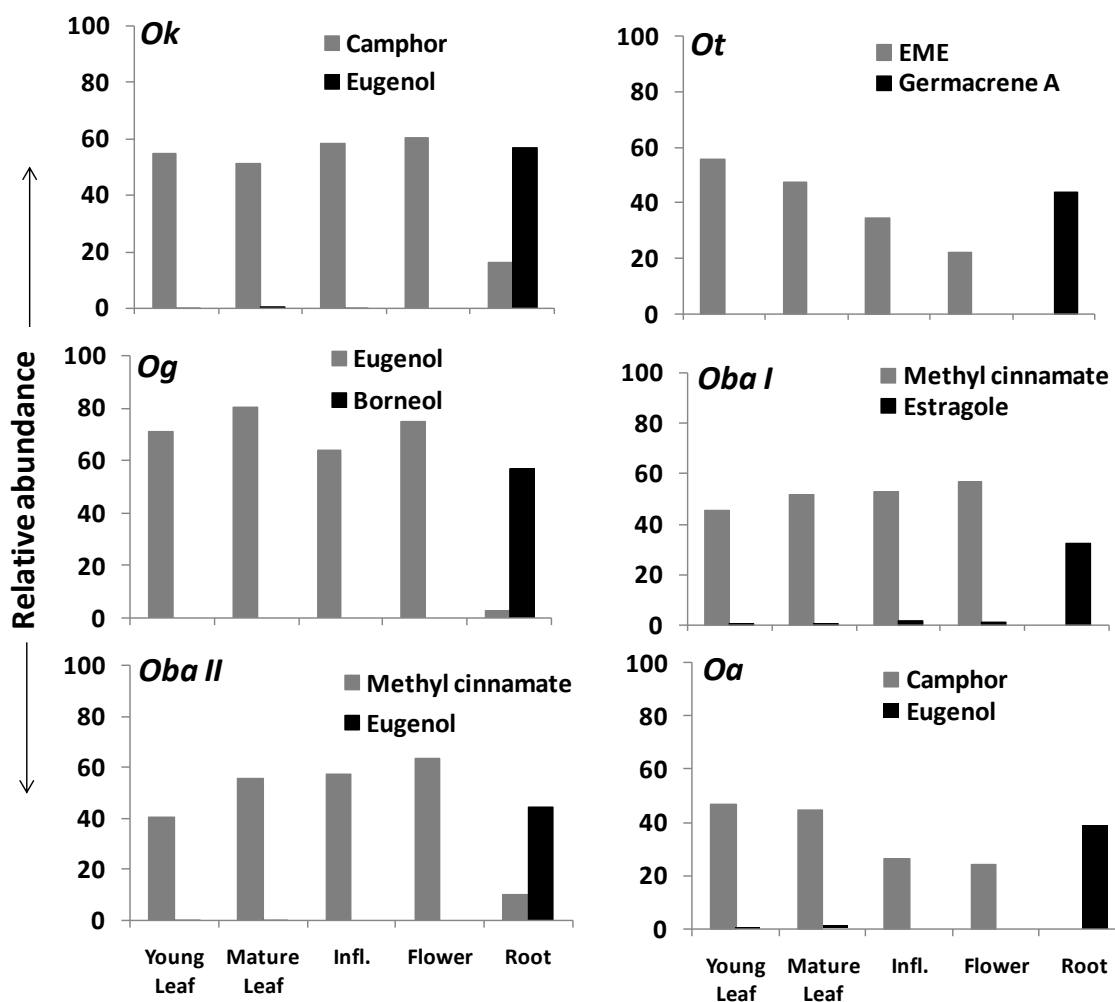 Relative abundance
Ok
Camphor
Eugenol
100
80
60
40
20
0
Ot
EME
Germacrene A
100
80
60
40
20
0
Og
Eugenol
Borneol
100
80
60
40
20
0
Oba I
Methyl cinnamate
Estragole
100
80
60
40
20
0
Oba II
Methyl cinnamate
Eugenol
100
80
60
40
20
0
Young
Leaf
Mature
Leaf
Infl.
Flower
Root
Oa
Camphor
Eugenol
100
80
60
40
20
0
Young
Leaf
Mature
Leaf
Infl.
Flower
Root